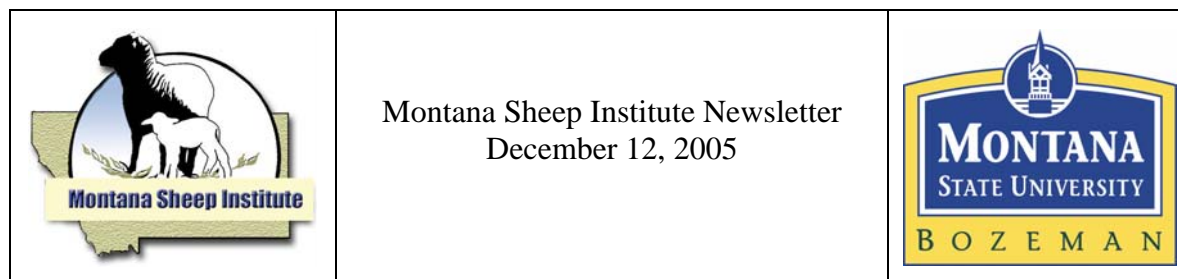 Montana Sheep Institute
Montana Sheep Institute Newsletter
December 12, 2005
MONTANA
STATE UNIVERSITY
BOZEMAN